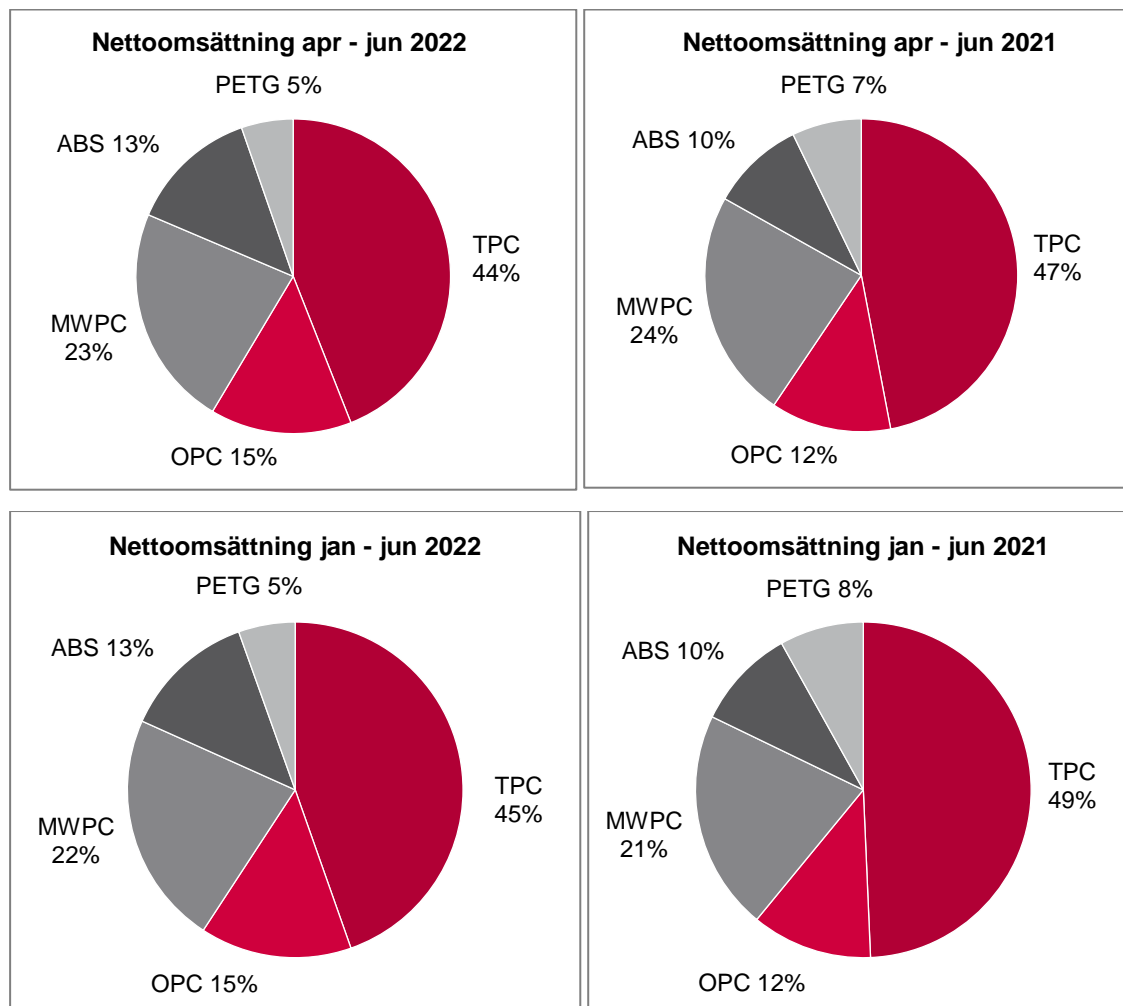 Nettoomsättning apr - jun 2022
PETG 5%
ABS 13%
TPC
44%
MWPC
23%
OPC 15%
Nettoomsättning apr - jun 2021
PETG 7%
ABS 10%
TPC
47%
MWPC
24%
OPC 12%
Nettoomsättning jan - jun 2022
PETG 5%
ABS 13%
TPC
45%
MWPC
22%
OPC 15%
Nettoomsättning jan - jun 2021
PETG 8%
ABS 10%
TPC
49%
MWPC
21%
OPC 12%